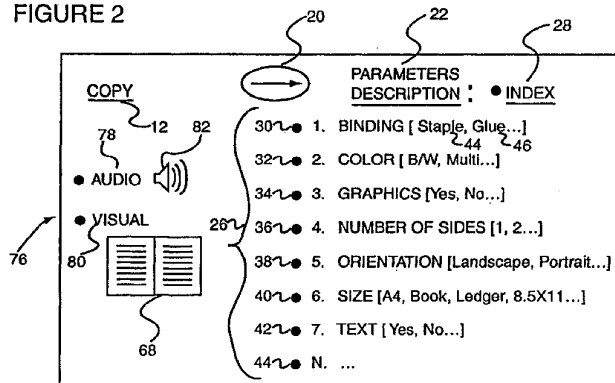 FIGURE 2
20
22
28
COPY
PARAMETERS
DESCRIPTION : • INDEX
12
78
82
30 • 1. BINDING [ Staple, Glue...]
44
46
• AUDIO
32 • 2. COLOR [ B/W, Multi...]
34 • 3. GRAPHICS [Yes, No...]
• VISUAL
26
36 • 4. NUMBER OF SIDES [1, 2...]
76
80
38 • 5. ORIENTATION [Landscape, Portrait...]
40 • 6. SIZE [A4, Book, Ledger, 8.5X11...]
68
42 • 7. TEXT [ Yes, No...]
44 • N. ...